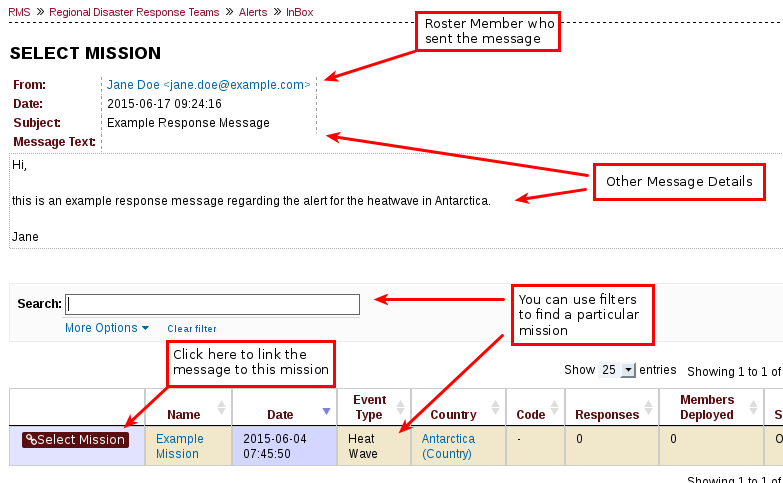 RMS » Regional Disaster Response Teams » Alerts » InBox
Roster Member who
sent the message
SELECT MISSION
From: Jane Doe <jane.doe@example.com>
Date: 2015-06-17 09:24:16
Subject: Example Response Message
Message Text:
Hi,
this is an example response message regarding the alert for the heatwave in Antarctica.
Jane
Other Message Details
Search:
More Options Clear filter
You can use filters
to find a particular
mission
Click here to link the
message to this mission
Show 25 entries Showing 1 to 1 of
Name Date Event Type Country Code Responses Members Deployed S
Select Mission Example Mission 2015-06-04 07:45:50 Heat Wave Antarctica (Country) - 0 0 O
Showing 1 to 1 of